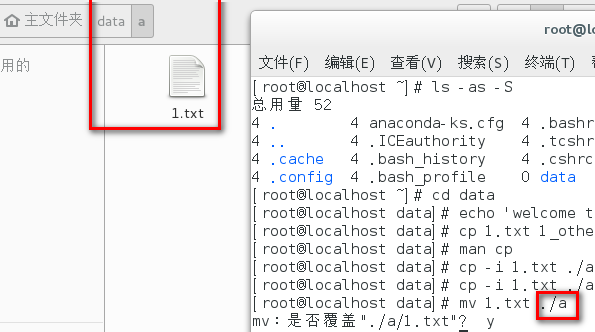 主文件夹 data a
用的
1.txt
root@lo
文件(F) 编辑(E) 查看(V) 搜索(S) 终端(T)
[root@localhost ~]# ls -as -S
总用量 52
4 . 4 anaconda-ks.cfg 4 .bashr
4 .. 4 .ICEauthority 4 .tcshr
4 .cache 4 .bash_history 4 .cshrc
4 .config 4 .bash_profile 0 data
[root@localhost ~]# cd data
[root@localhost data]# echo 'welcome t
[root@localhost data]# cp 1.txt 1_othe
[root@localhost data]# man cp
[root@localhost data]# cp -i 1.txt ./a
[root@localhost data]# cp -i 1.txt ./a
[root@localhost data]# mv 1.txt ./a
mv：是否覆盖"./a/1.txt"? y